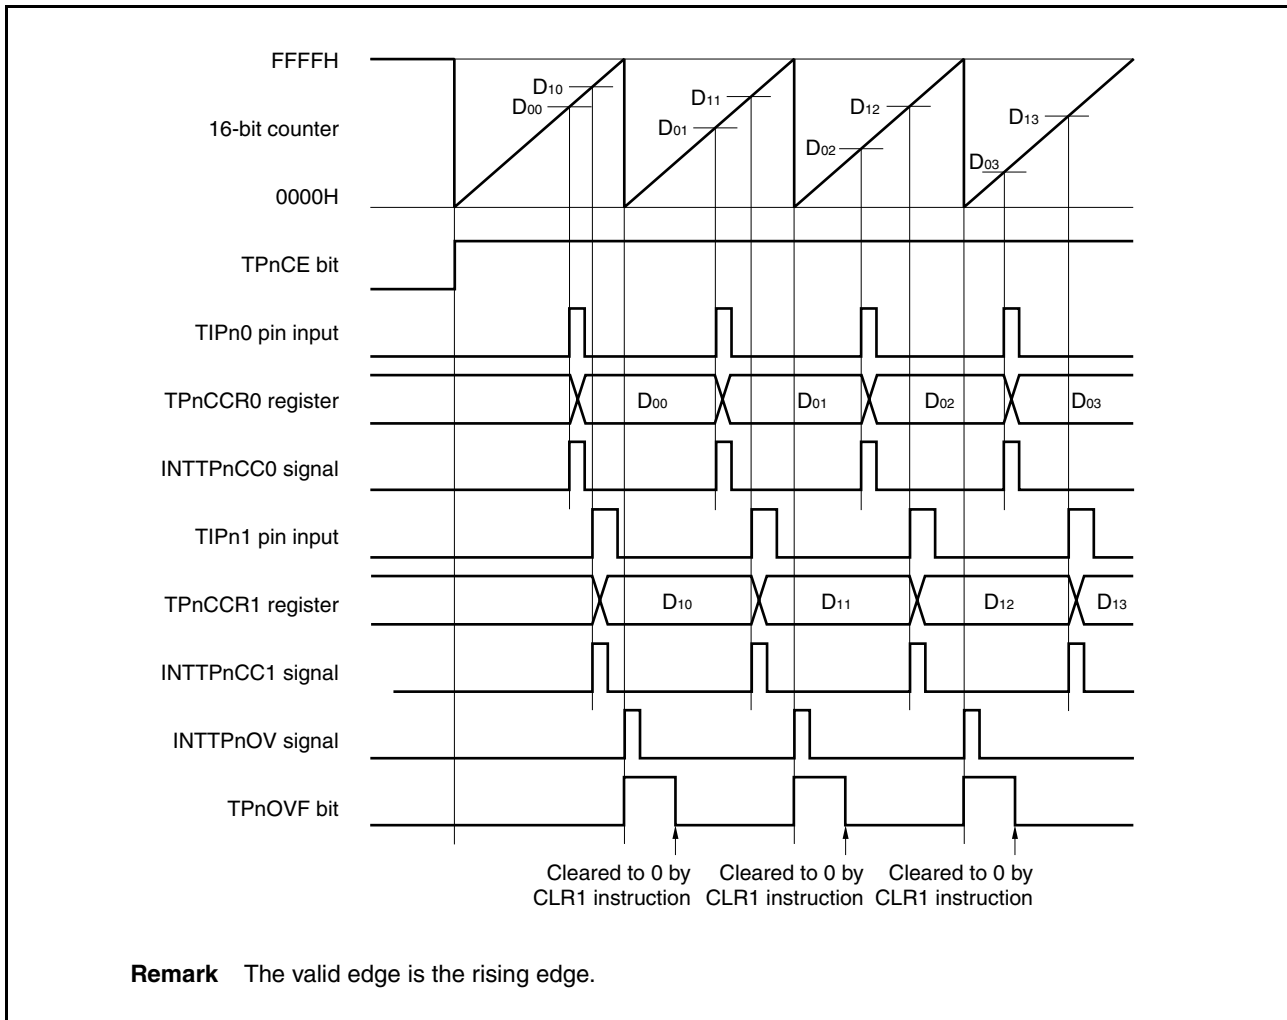 FFFFH
D10
D00
D11
D01
D12
D02
D13
D03
16-bit counter
0000H
TPnCE bit
TIPn0 pin input
TPnCCR0 register
D00
D01
D02
D03
INTTPnCC0 signal
TIPn1 pin input
TPnCCR1 register
D10
D11
D12
D13
INTTPnCC1 signal
INTTPnOV signal
TPnOVF bit
Cleared to 0 by
CLR1 instruction
Cleared to 0 by
CLR1 instruction
Cleared to 0 by
CLR1 instruction
Remark The valid edge is the rising edge.